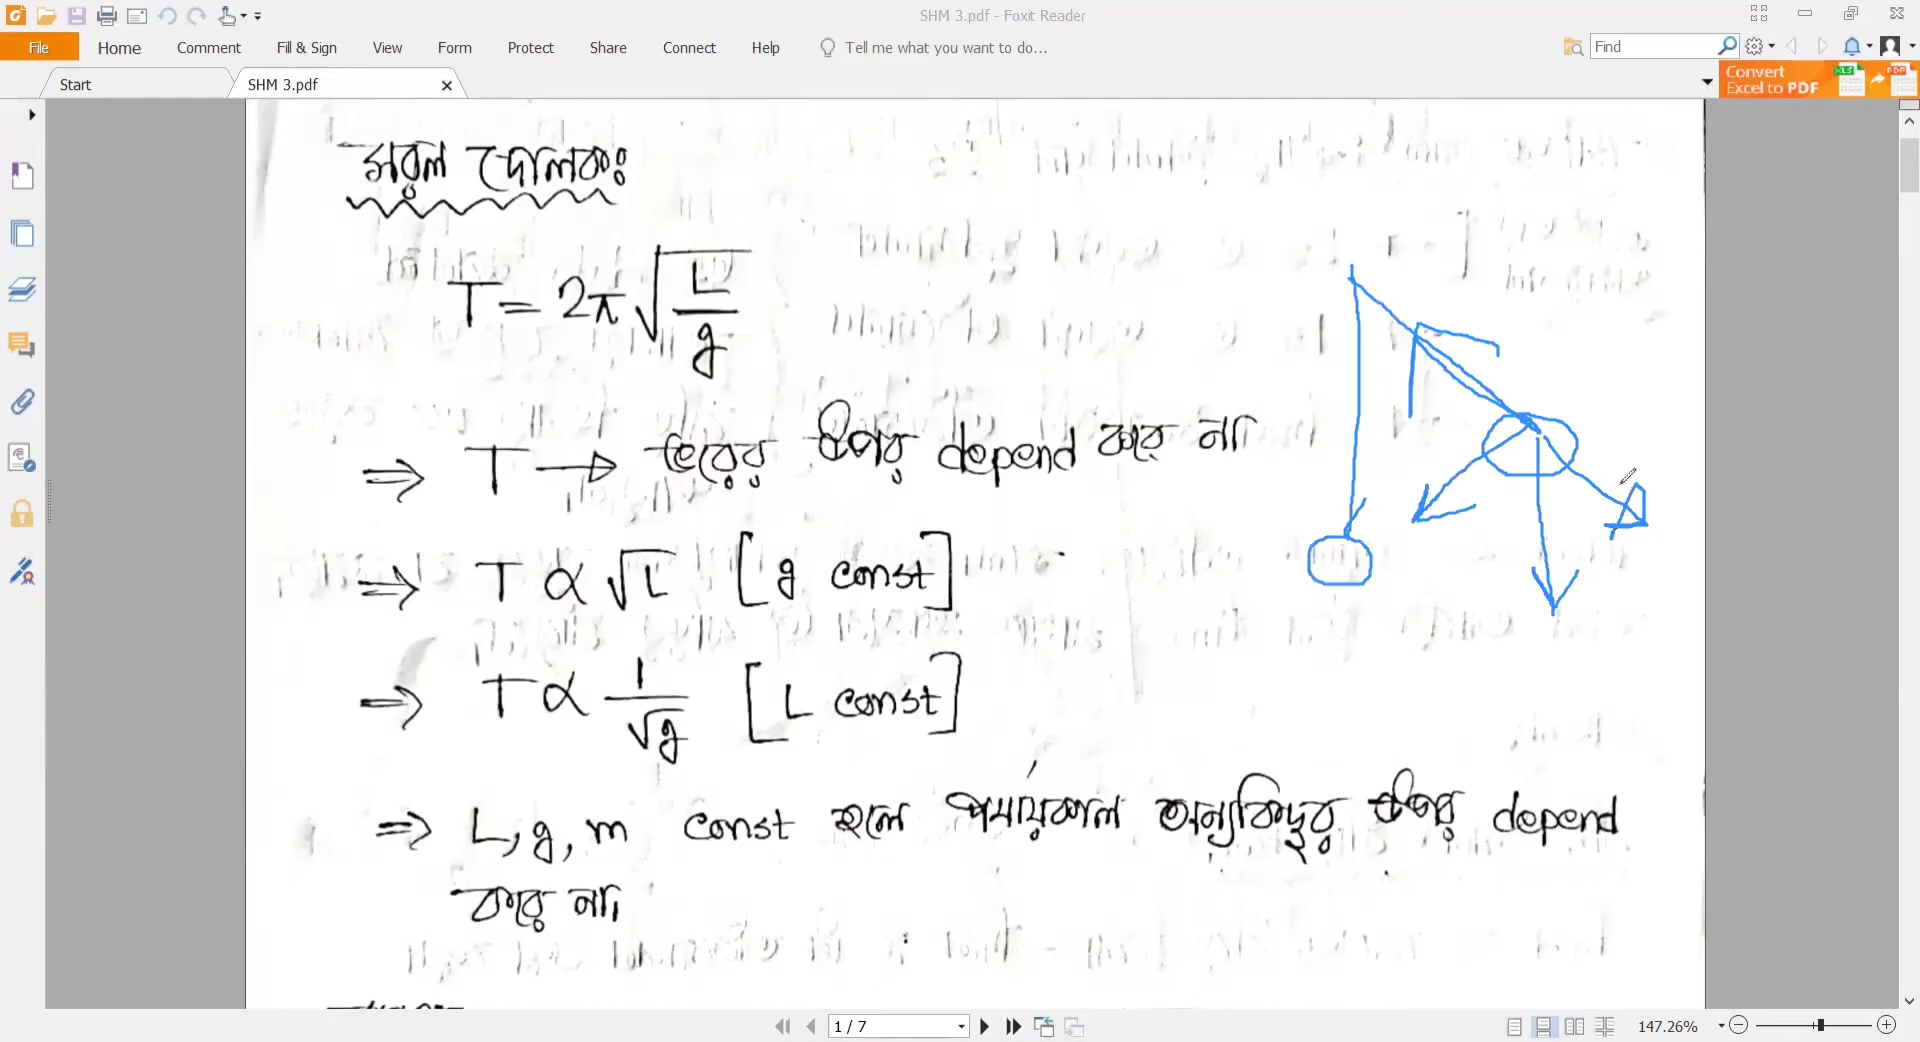 SHM 3.pdf - Foxit Reader
File Home Comment Fill & Sign View Form Protect Share Connect Help Tell me what you want to do... Find
Start SHM 3.pdf
Convert
Excel to PDF
সরল দোলকঃ
T = 2π√(L/g)
⇒ T → ভরের উপর depend করে না
⇒ T ∝ √L [g const]
⇒ T ∝ 1/√g [L const]
⇒ L, g, m const হলে পর্যায়কাল অন্যকিছুর উপর depend
করে না।
1 / 7 147.26%